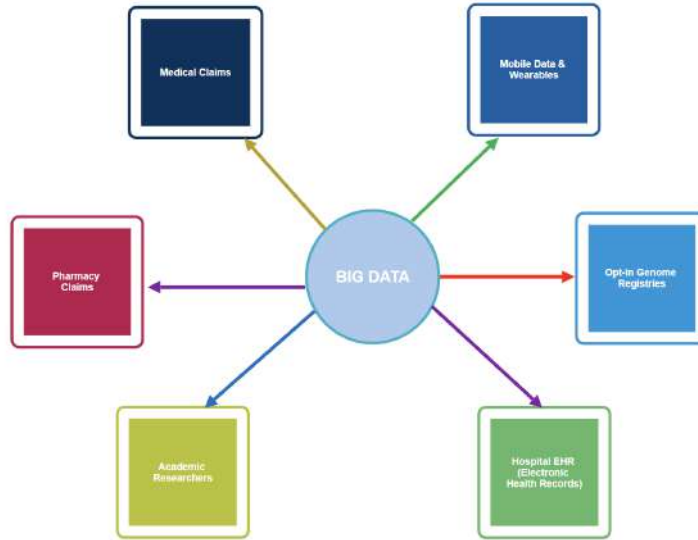 Medical Claims
Mobile Data &
Wearables
Pharmacy
Claims
BIG DATA
Opt-in Genome
Registries
Academic
Researchers
Hospital EHR
(Electronic
Health Records)